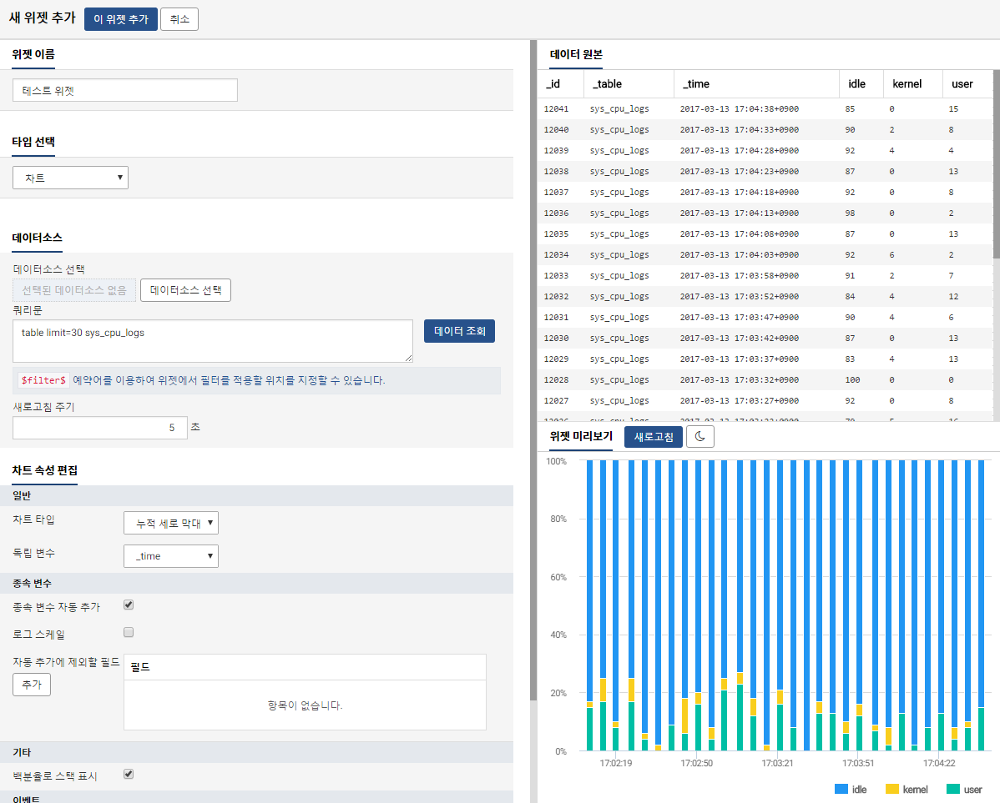 새 위젯 추가 이 위젯 추가 취소
위젯 이름
테스트 위젯
타입 선택
차트
데이터소스
데이터소스 선택
선택된 데이터소스 없음 데이터소스 선택
쿼리문
table limit=30 sys_cpu_logs
데이터 조회
$filter$ 예약어를 이용하여 위젯에서 필터를 적용할 위치를 지정할 수 있습니다.
새로고침 주기
5 초
차트 속성 편집
일반
차트 타입 누적 세로 막대
독립 변수 _time
종속 변수
종속 변수 자동 추가
로그 스케일
자동 추가에 제외할 필드 필드
추가
항목이 없습니다.
기타
백분율로 스택 표시
이벤트
데이터 원본
_id _table _time idle kernel user
12041 sys_cpu_logs 2017-03-13 17:04:38+0900 85 0 15
12040 sys_cpu_logs 2017-03-13 17:04:33+0900 90 2 8
12039 sys_cpu_logs 2017-03-13 17:04:28+0900 92 4 4
12038 sys_cpu_logs 2017-03-13 17:04:23+0900 87 0 13
12037 sys_cpu_logs 2017-03-13 17:04:18+0900 92 0 8
12036 sys_cpu_logs 2017-03-13 17:04:13+0900 98 0 2
12035 sys_cpu_logs 2017-03-13 17:04:08+0900 87 0 13
12034 sys_cpu_logs 2017-03-13 17:04:03+0900 92 6 2
12033 sys_cpu_logs 2017-03-13 17:03:58+0900 91 2 7
12032 sys_cpu_logs 2017-03-13 17:03:52+0900 84 4 12
12031 sys_cpu_logs 2017-03-13 17:03:47+0900 90 4 6
12030 sys_cpu_logs 2017-03-13 17:03:42+0900 87 0 13
12029 sys_cpu_logs 2017-03-13 17:03:37+0900 83 4 13
12028 sys_cpu_logs 2017-03-13 17:03:32+0900 100 0 0
12027 sys_cpu_logs 2017-03-13 17:03:27+0900 92 0 8
위젯 미리보기 새로고침
100%
80%
60%
40%
20%
0%
17:02:19 17:02:50 17:03:21 17:03:51 17:04:22
idle kernel user